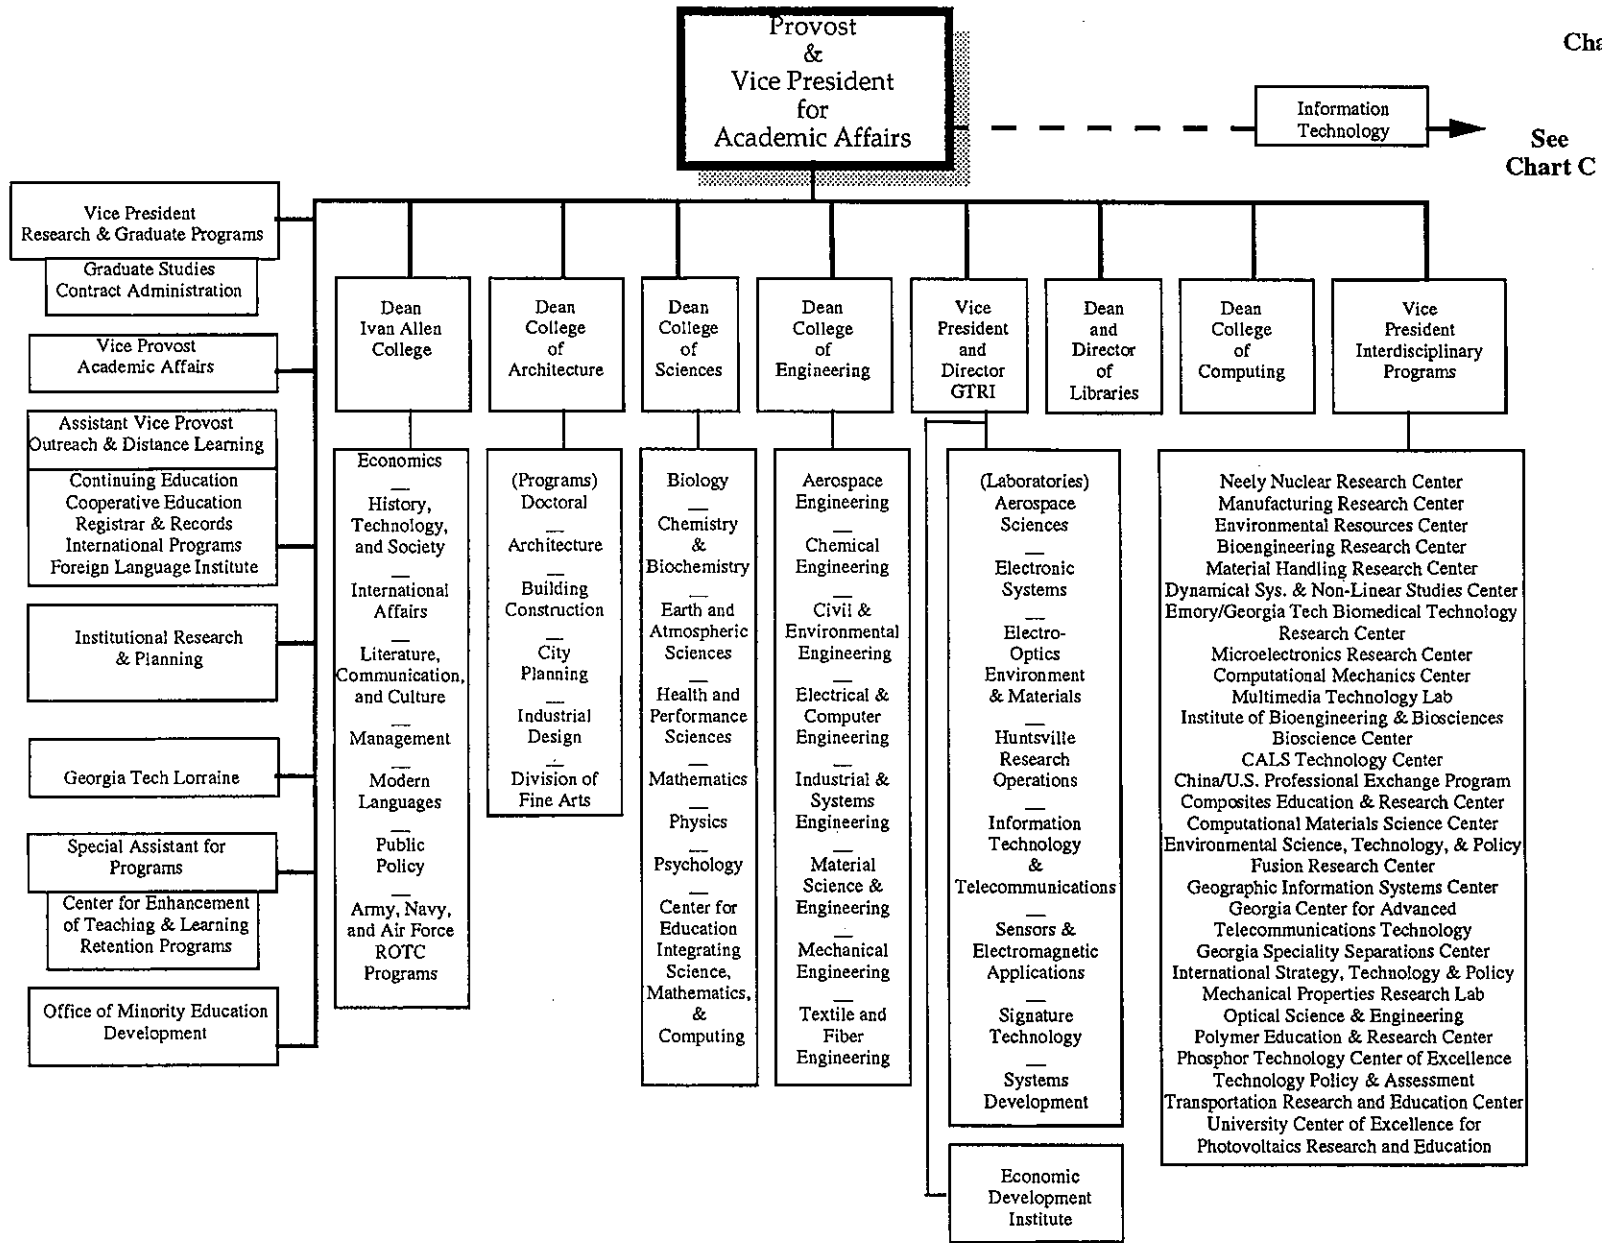 Provost
&
Vice President
for
Academic Affairs
Cha
Information
Technology
See
Chart C
Vice President
Research & Graduate Programs
Graduate Studies
Contract Administration
Vice Provost
Academic Affairs
Assistant Vice Provost
Outreach & Distance Learning
Continuing Education
Cooperative Education
Registrar & Records
International Programs
Foreign Language Institute
Institutional Research
& Planning
Georgia Tech Lorraine
Special Assistant for
Programs
Center for Enhancement
of Teaching & Learning
Retention Programs
Office of Minority Education
Development
Dean
Ivan Allen
College
Economics
History,
Technology,
and Society
International
Affairs
Literature,
Communication,
and Culture
Management
Modern
Languages
Public
Policy
Army, Navy,
and Air Force
ROTC
Programs
Dean
College
of
Architecture
(Programs)
Doctoral
Architecture
Building
Construction
City
Planning
Industrial
Design
Division of
Fine Arts
Dean
College
of
Sciences
Biology
Chemistry
&
Biochemistry
Earth and
Atmospheric
Sciences
Health and
Performance
Sciences
Mathematics
Physics
Psychology
Center for
Education
Integrating
Science,
Mathematics,
&
Computing
Dean
College
of
Engineering
Aerospace
Engineering
Chemical
Engineering
Civil &
Environmental
Engineering
Electrical &
Computer
Engineering
Industrial &
Systems
Engineering
Material
Science &
Engineering
Mechanical
Engineering
Textile and
Fiber
Engineering
Vice
President
and
Director
GTRI
(Laboratories)
Aerospace
Sciences
Electronic
Systems
Electro-
Optics
Environment
& Materials
Huntsville
Research
Operations
Information
Technology
&
Telecommunications
Sensors &
Electromagnetic
Applications
Signature
Technology
Systems
Development
Economic
Development
Institute
Dean
and
Director
of
Libraries
Dean
College
of
Computing
Vice
President
Interdisciplinary
Programs
Neely Nuclear Research Center
Manufacturing Research Center
Environmental Resources Center
Bioengineering Research Center
Material Handling Research Center
Dynamical Sys. & Non-Linear Studies Center
Emory/Georgia Tech Biomedical Technology
Research Center
Microelectronics Research Center
Computational Mechanics Center
Multimedia Technology Lab
Institute of Bioengineering & Biosciences
Bioscience Center
CALS Technology Center
China/U.S. Professional Exchange Program
Composites Education & Research Center
Computational Materials Science Center
Environmental Science, Technology, & Policy
Fusion Research Center
Geographic Information Systems Center
Georgia Center for Advanced
Telecommunications Technology
Georgia Speciality Separations Center
International Strategy, Technology & Policy
Mechanical Properties Research Lab
Optical Science & Engineering
Polymer Education & Research Center
Phosphor Technology Center of Excellence
Technology Policy & Assessment
Transportation Research and Education Center
University Center of Excellence for
Photovoltaics Research and Education